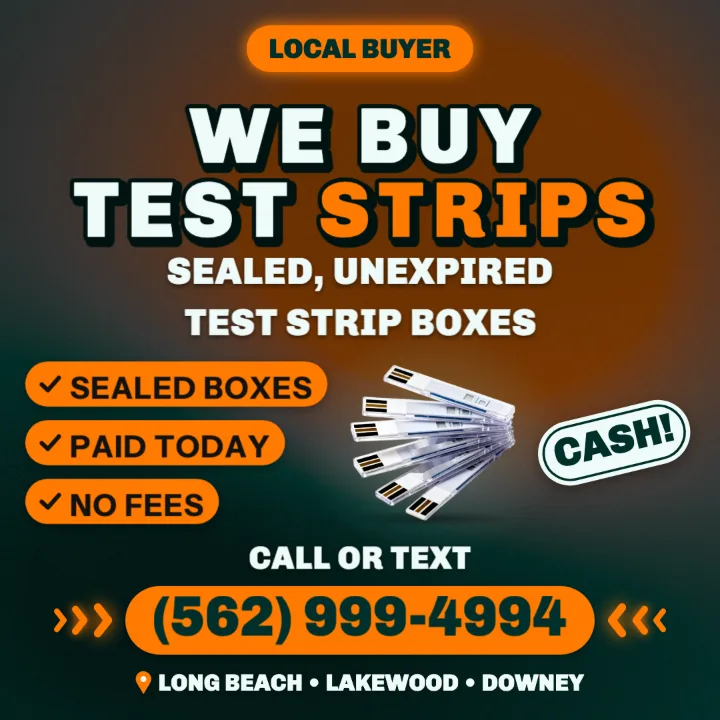 LOCAL BUYER
WE BUY
TEST STRIPS
SEALED, UNEXPIRED
TEST STRIP BOXES
✓ SEALED BOXES
✓ PAID TODAY
✓ NO FEES
CASH!
CALL OR TEXT
(562) 999-4994
LONG BEACH • LAKEWOOD • DOWNEY